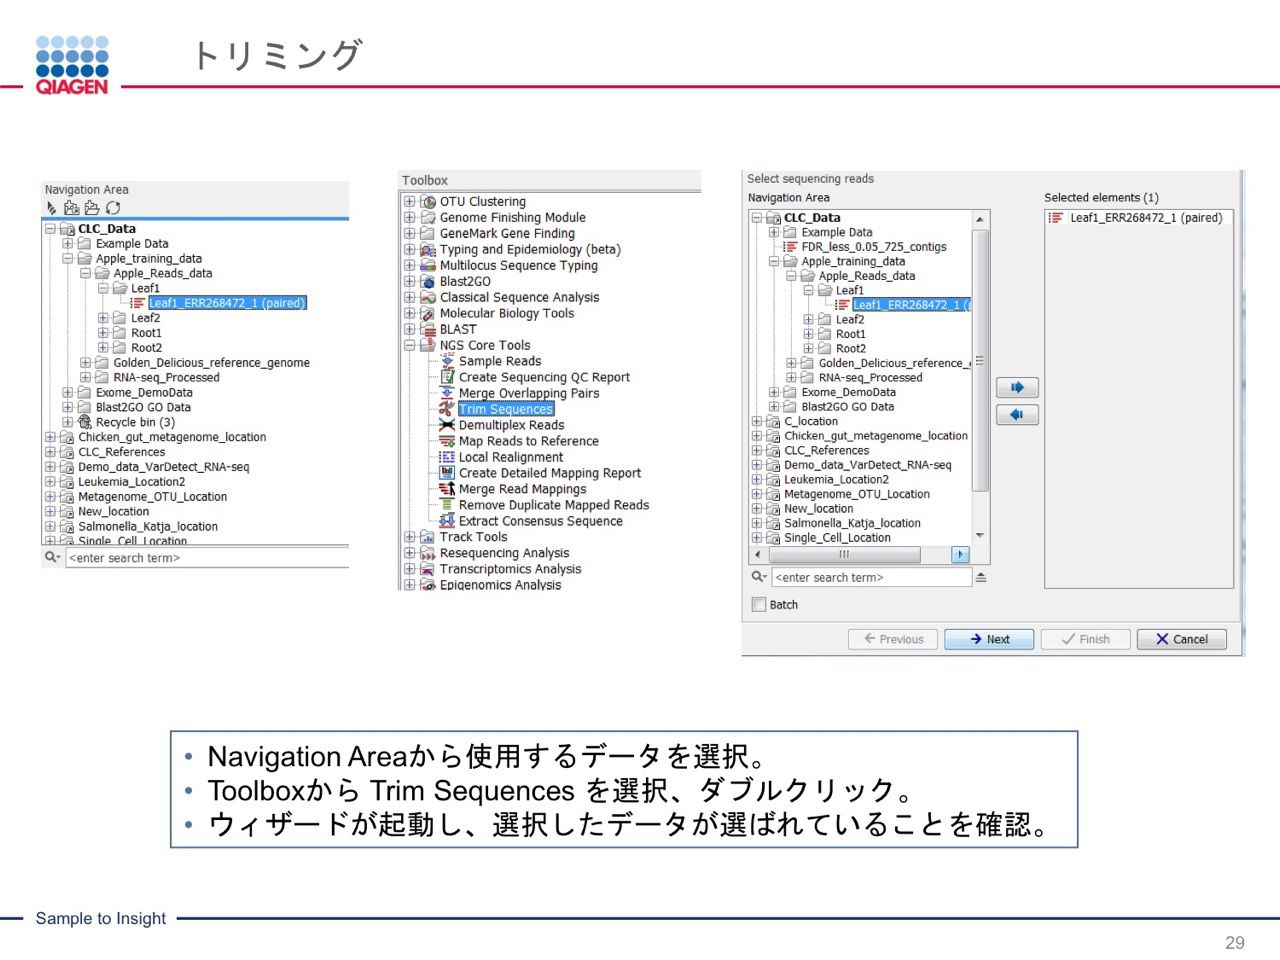 トリミング
QIAGEN
Navigation Area
CLC_Data
Example Data
Apple_training_data
Apple_Reads_data
Leaf1
Leaf1_ERR268472_1 (paired)
Leaf2
Root1
Root2
Golden_Delicious_reference_genome
RNA-seq_Processed
Exome_DemoData
Blast2GO GO Data
Recycle bin (3)
Chicken_gut_metagenome_location
CLC_References
Demo_data_VarDetect_RNA-seq
Leukemia_Location2
Metagenome_OTU_Location
New_location
Salmonella_Katja_location
Single_Cell_Location
<enter search term>
Toolbox
OTU Clustering
Genome Finishing Module
GeneMark Gene Finding
Typing and Epidemiology (beta)
Multilocus Sequence Typing
Blast2GO
Classical Sequence Analysis
Molecular Biology Tools
BLAST
NGS Core Tools
Sample Reads
Create Sequencing QC Report
Merge Overlapping Pairs
Trim Sequences
Demultiplex Reads
Map Reads to Reference
Local Realignment
Create Detailed Mapping Report
Merge Read Mappings
Remove Duplicate Mapped Reads
Extract Consensus Sequence
Track Tools
Resequencing Analysis
Transcriptomics Analysis
Epigenomics Analysis
Select sequencing reads
Navigation Area
CLC_Data
Example Data
FDR_less_0.05_725_contigs
Apple_training_data
Apple_Reads_data
Leaf1
Leaf1_ERR268472_1 (
Leaf2
Root1
Root2
Golden_Delicious_reference_
RNA-seq_Processed
Exome_DemoData
Blast2GO GO Data
C_location
Chicken_gut_metagenome_location
CLC_References
Demo_data_VarDetect_RNA-seq
Leukemia_Location2
Metagenome_OTU_Location
New_location
Salmonella_Katja_location
Single_Cell_Location
<enter search term>
Batch
Selected elements (1)
Leaf1_ERR268472_1 (paired)
Previous
Next
Finish
Cancel
• Navigation Areaから使用するデータを選択。
• Toolboxから Trim Sequences を選択、ダブルクリック。
• ウィザードが起動し、選択したデータが選ばれていることを確認。
Sample to Insight
29